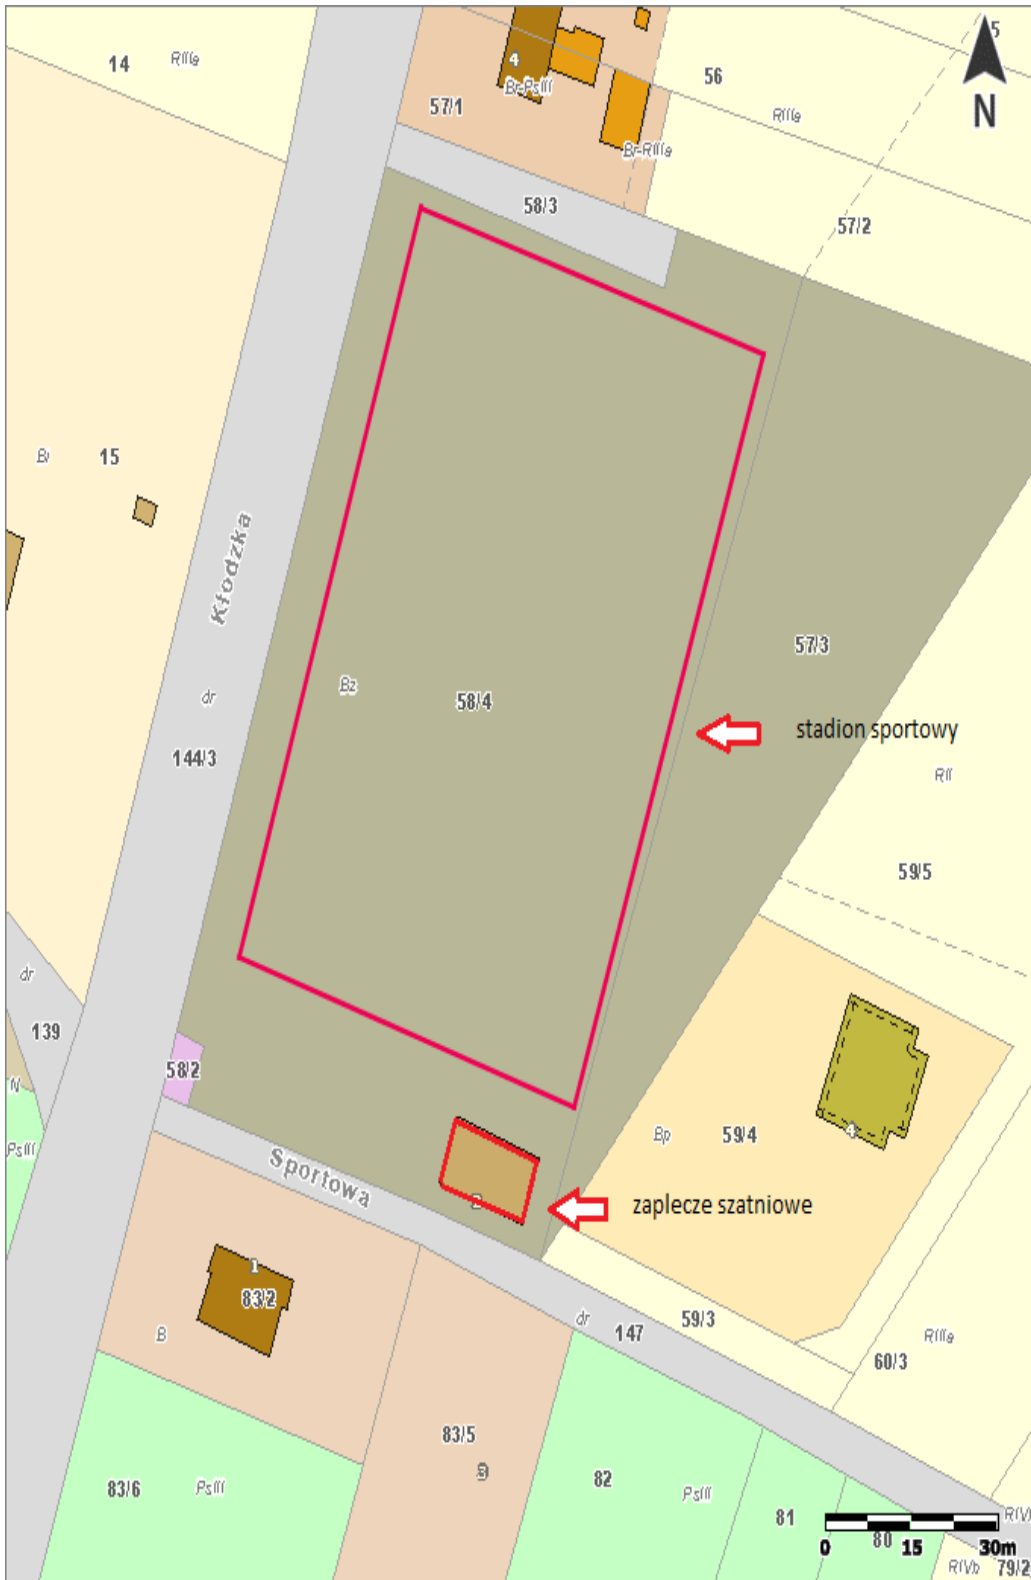 14
RIIIa
57/1
4
Br-PsIII
Br-RIIIa
56
RIIIa
5
N
58/3
57/2
Br
15
Kłodzka
dr
144/3
Bz
58/4
57/3
stadion sportowy
RII
59/5
dr
139
N
PsIII
58/2
Sportowa
2
zaplecze szatniowe
Bp
59/4
4
1
83/2
B
dr
147
59/3
60/3
RIIIa
83/5
3
83/6
PsIII
82
PsIII
81
80
0 15 30m
RIVb
79/2